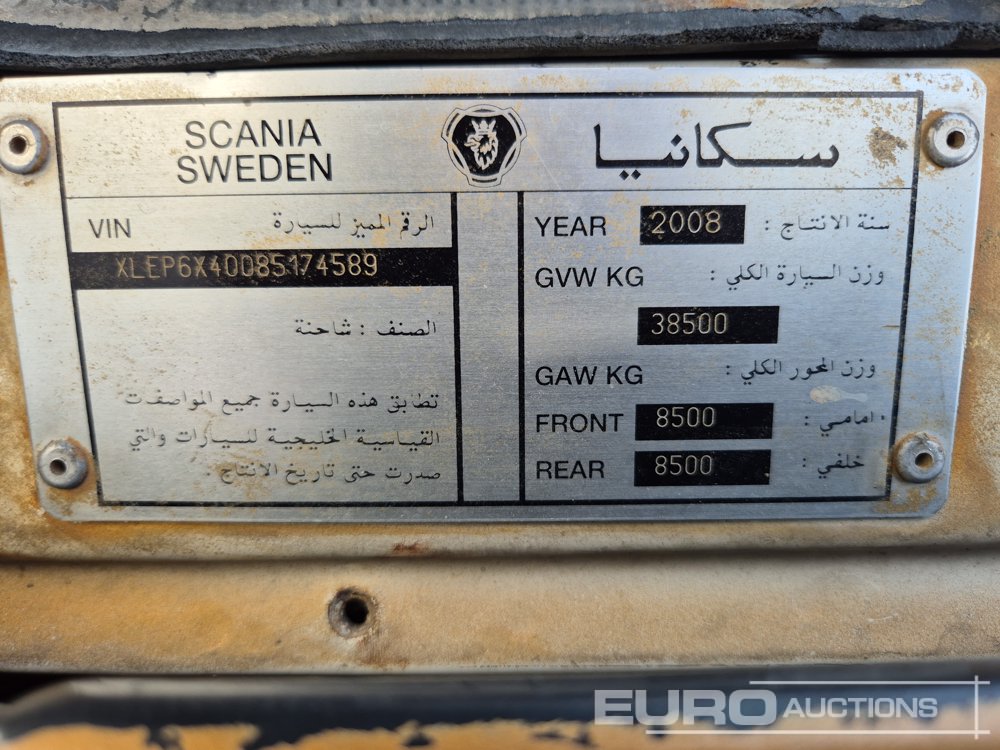 SCANIA
SWEDEN
سكانيا
VIN الرقم المميز للسيارة
XLEP6X40085174589
الصنف : شاحنة
تطابق هذه السيارة جميع المواصفات
القياسية الخليجية للسيارات والتي
صدرت حتى تاريخ الانتاج :
YEAR 2008 سنة الانتاج :
GVW KG وزن السيارة الكلي :
38500
GAW KG وزن المحور الكلي :
FRONT 8500 امامي :
REAR 8500 خلفي :
EURO AUCTIONS